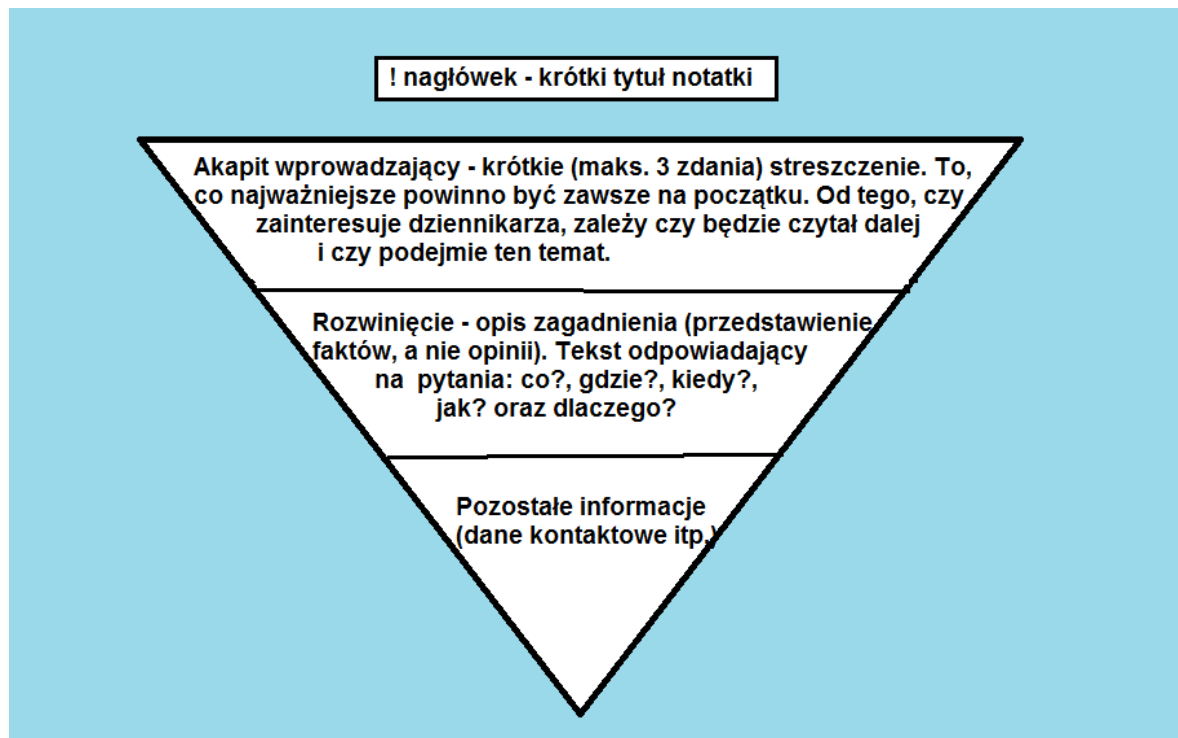 ! nagłówek - krótki tytuł notatki
Akapit wprowadzający - krótkie (maks. 3 zdania) streszczenie. To,
co najważniejsze powinno być zawsze na początku. Od tego, czy
zainteresuje dziennikarza, zależy czy będzie czytał dalej
i czy podejmie ten temat.
Rozwinięcie - opis zagadnienia (przedstawienie
faktów, a nie opinii). Tekst odpowiadający
na pytania: co?, gdzie?, kiedy?,
jak? oraz dlaczego?
Pozostałe informacje
(dane kontaktowe itp.)